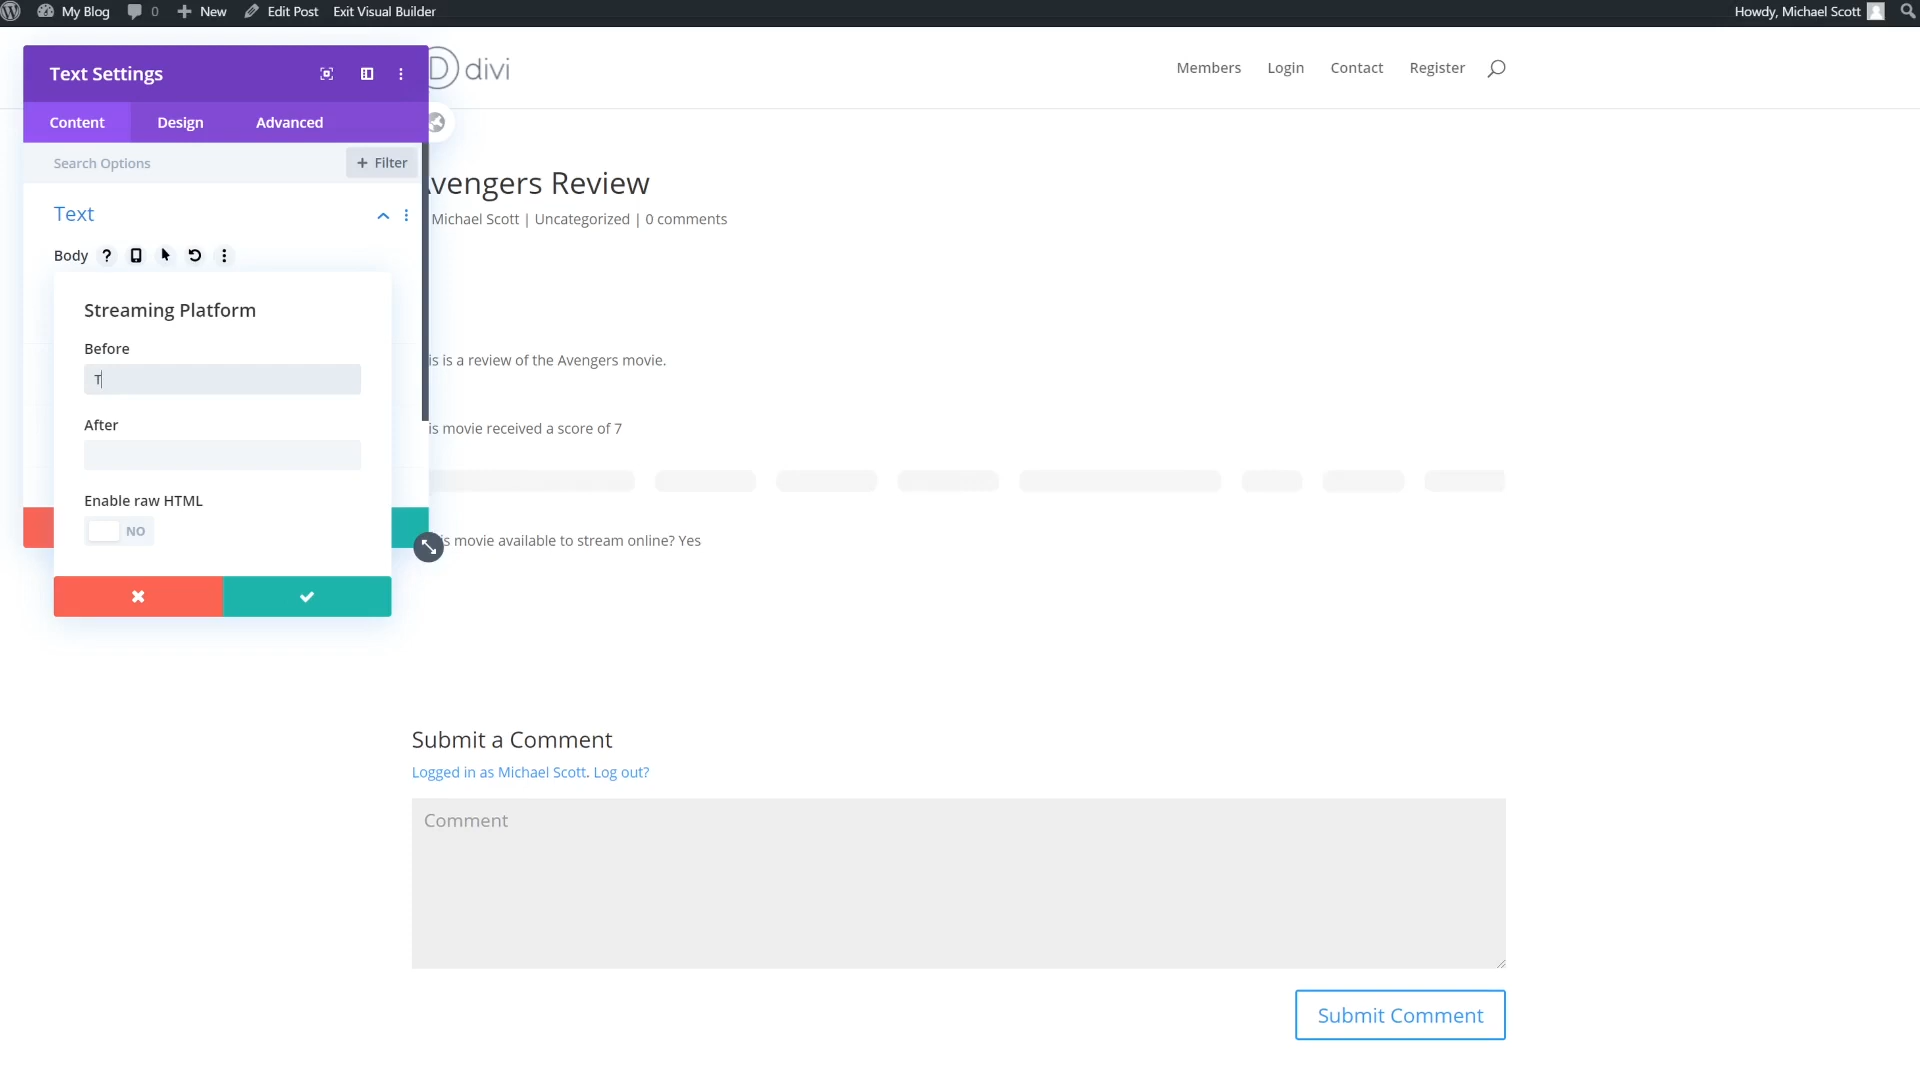 My Blog 0 New Edit Post Exit Visual Builder Howdy, Michael Scott
Text Settings
divi
Members Login Contact Register
Content Design Advanced
Search Options
+ Filter
vengers Review
Text
Michael Scott | Uncategorized | 0 comments
Body ?
Streaming Platform
Before
is is a review of the Avengers movie.
T
After
is movie received a score of 7
Enable raw HTML
NO
is movie available to stream online? Yes
Submit a Comment
Logged in as Michael Scott. Log out?
Comment
Submit Comment